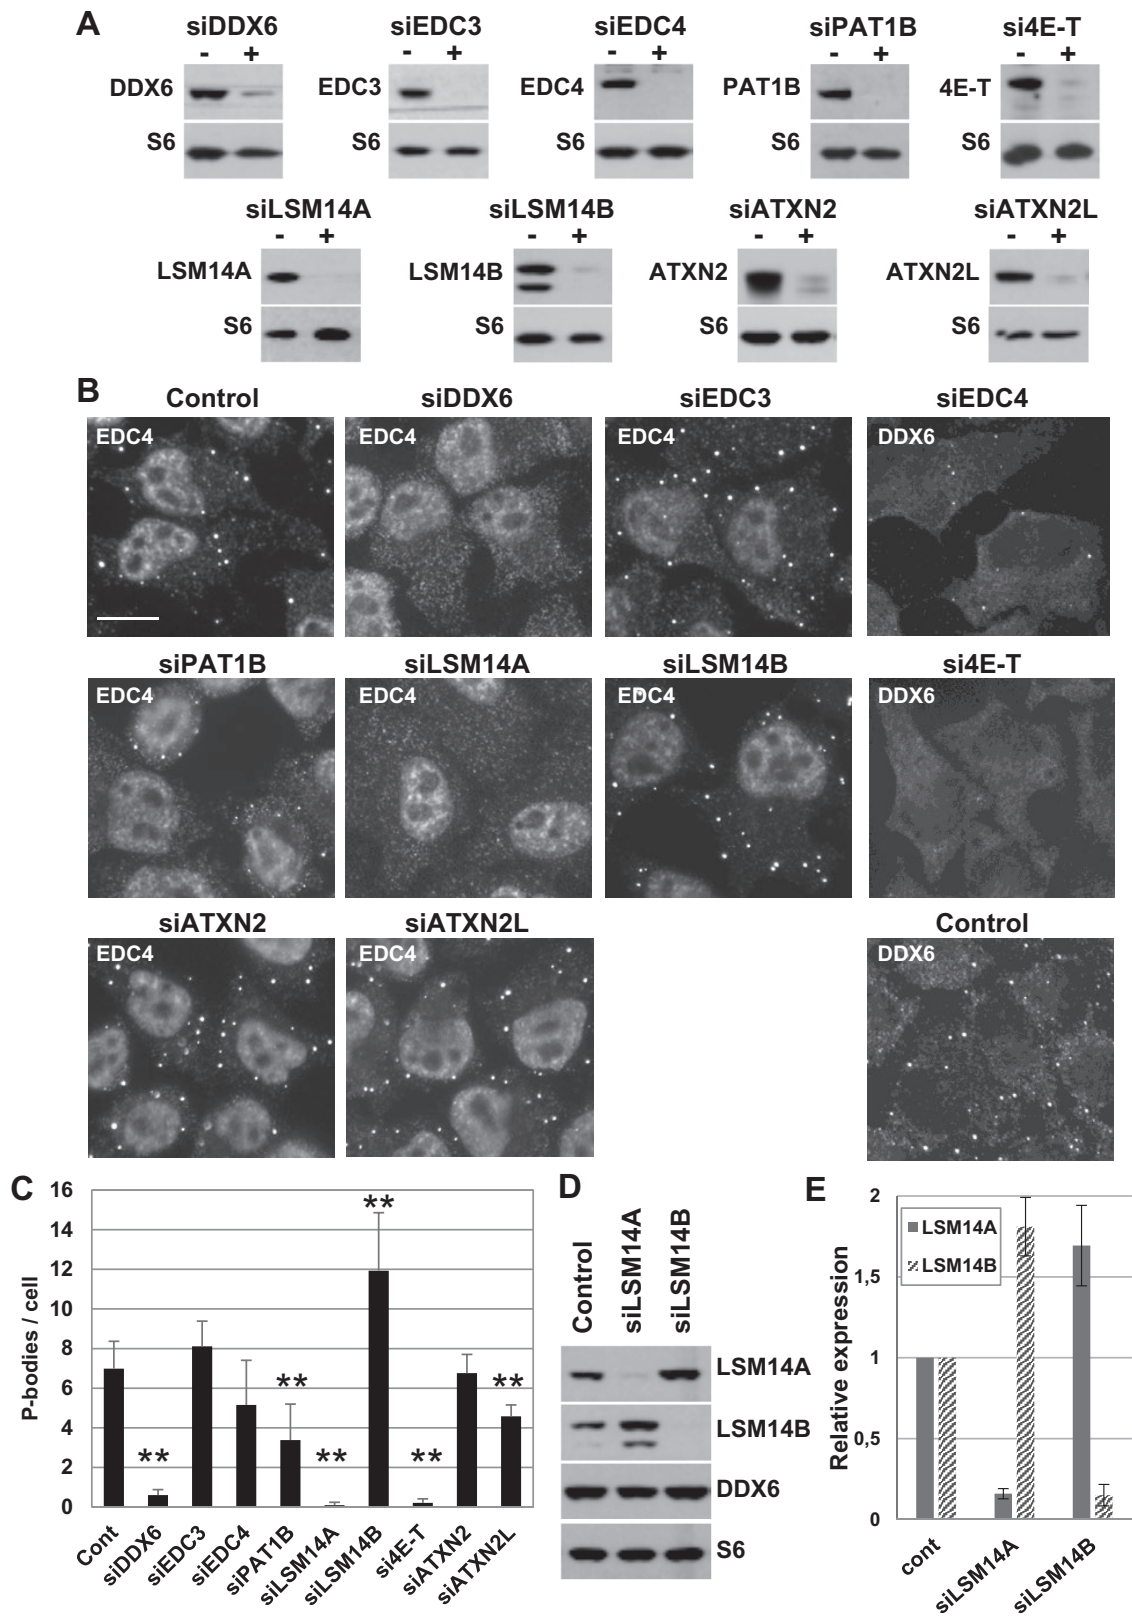 A
siDDX6 siEDC3 siEDC4 siPAT1B si4E-T
- + - + - + - + - +
DDX6 EDC3 EDC4 PAT1B 4E-T
S6 S6 S6 S6 S6
siLSM14A siLSM14B siATXN2 siATXN2L
- + - + - + - +
LSM14A LSM14B ATXN2 ATXN2L
S6 S6 S6 S6
B
Control siDDX6 siEDC3 siEDC4
EDC4 EDC4 EDC4 DDX6
siPAT1B siLSM14A siLSM14B si4E-T
EDC4 EDC4 EDC4 DDX6
siATXN2 siATXN2L Control
EDC4 EDC4 DDX6
C
P-bodies / cell
16
14
12
10
8
6
4
2
0
** ** ** ** ** **
Cont siDDX6 siEDC3 siEDC4 siPAT1B siLSM14A siLSM14B si4E-T siATXN2 siATXN2L
D
Control siLSM14A siLSM14B
LSM14A
LSM14B
DDX6
S6
E
Relative expression
2
1,5
1
0,5
0
LSM14A
LSM14B
cont siLSM14A siLSM14B